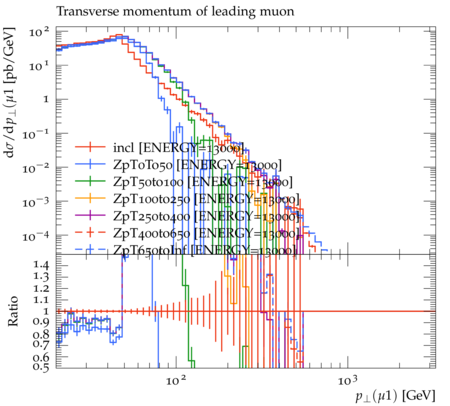 Transverse momentum of leading muon
dσ/dp⊥(μ1) [pb/GeV]
10²
10¹
1
10⁻¹
10⁻²
10⁻³
10⁻⁴
incl [ENERGY=13000]
ZpT0To50 [ENERGY=13000]
ZpT50to100 [ENERGY=13000]
ZpT100to250 [ENERGY=13000]
ZpT250to400 [ENERGY=13000]
ZpT400to650 [ENERGY=13000]
ZpT650toInf [ENERGY=13000]
Ratio
1.4
1.3
1.2
1.1
1
0.9
0.8
0.7
0.6
0.5
10²
10³
p⊥(μ1) [GeV]